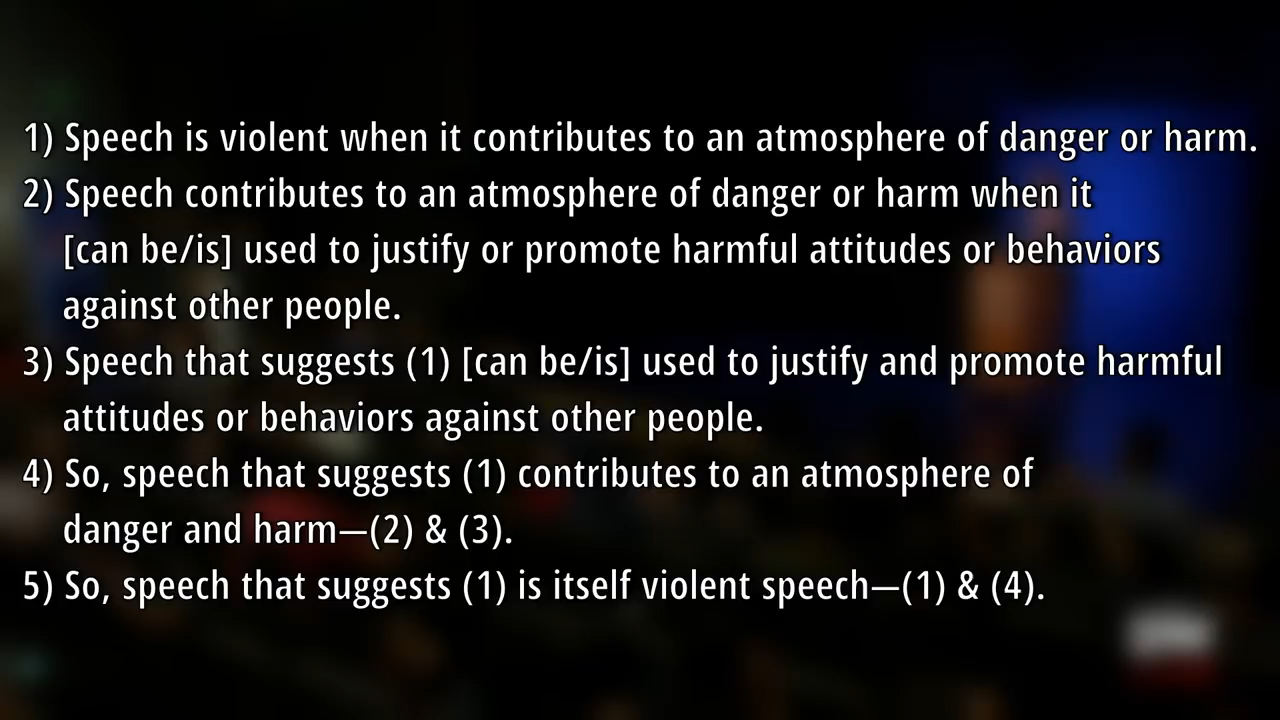 1) Speech is violent when it contributes to an atmosphere of danger or harm.
2) Speech contributes to an atmosphere of danger or harm when it
[can be/is] used to justify or promote harmful attitudes or behaviors
against other people.
3) Speech that suggests (1) [can be/is] used to justify and promote harmful
attitudes or behaviors against other people.
4) So, speech that suggests (1) contributes to an atmosphere of
danger and harm—(2) & (3).
5) So, speech that suggests (1) is itself violent speech—(1) & (4).